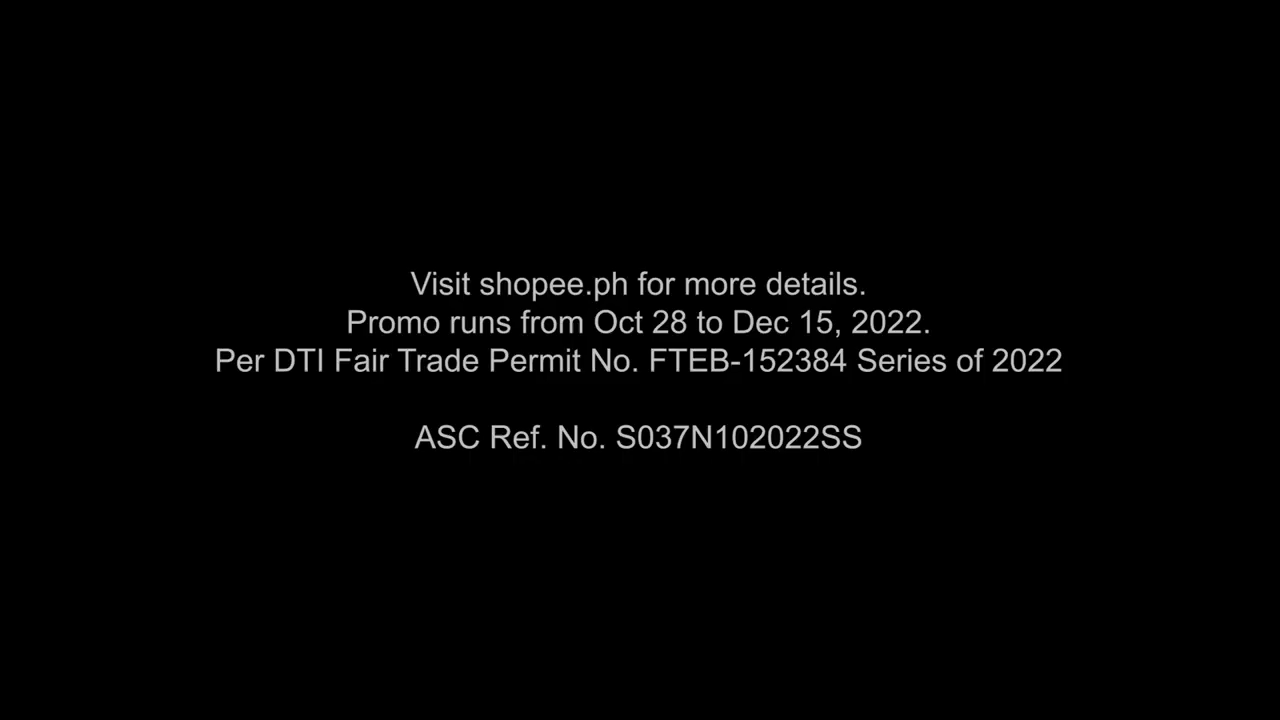 Visit shopee.ph for more details.
Promo runs from Oct 28 to Dec 15, 2022.
Per DTI Fair Trade Permit No. FTEB-152384 Series of 2022
ASC Ref. No. S037N102022SS